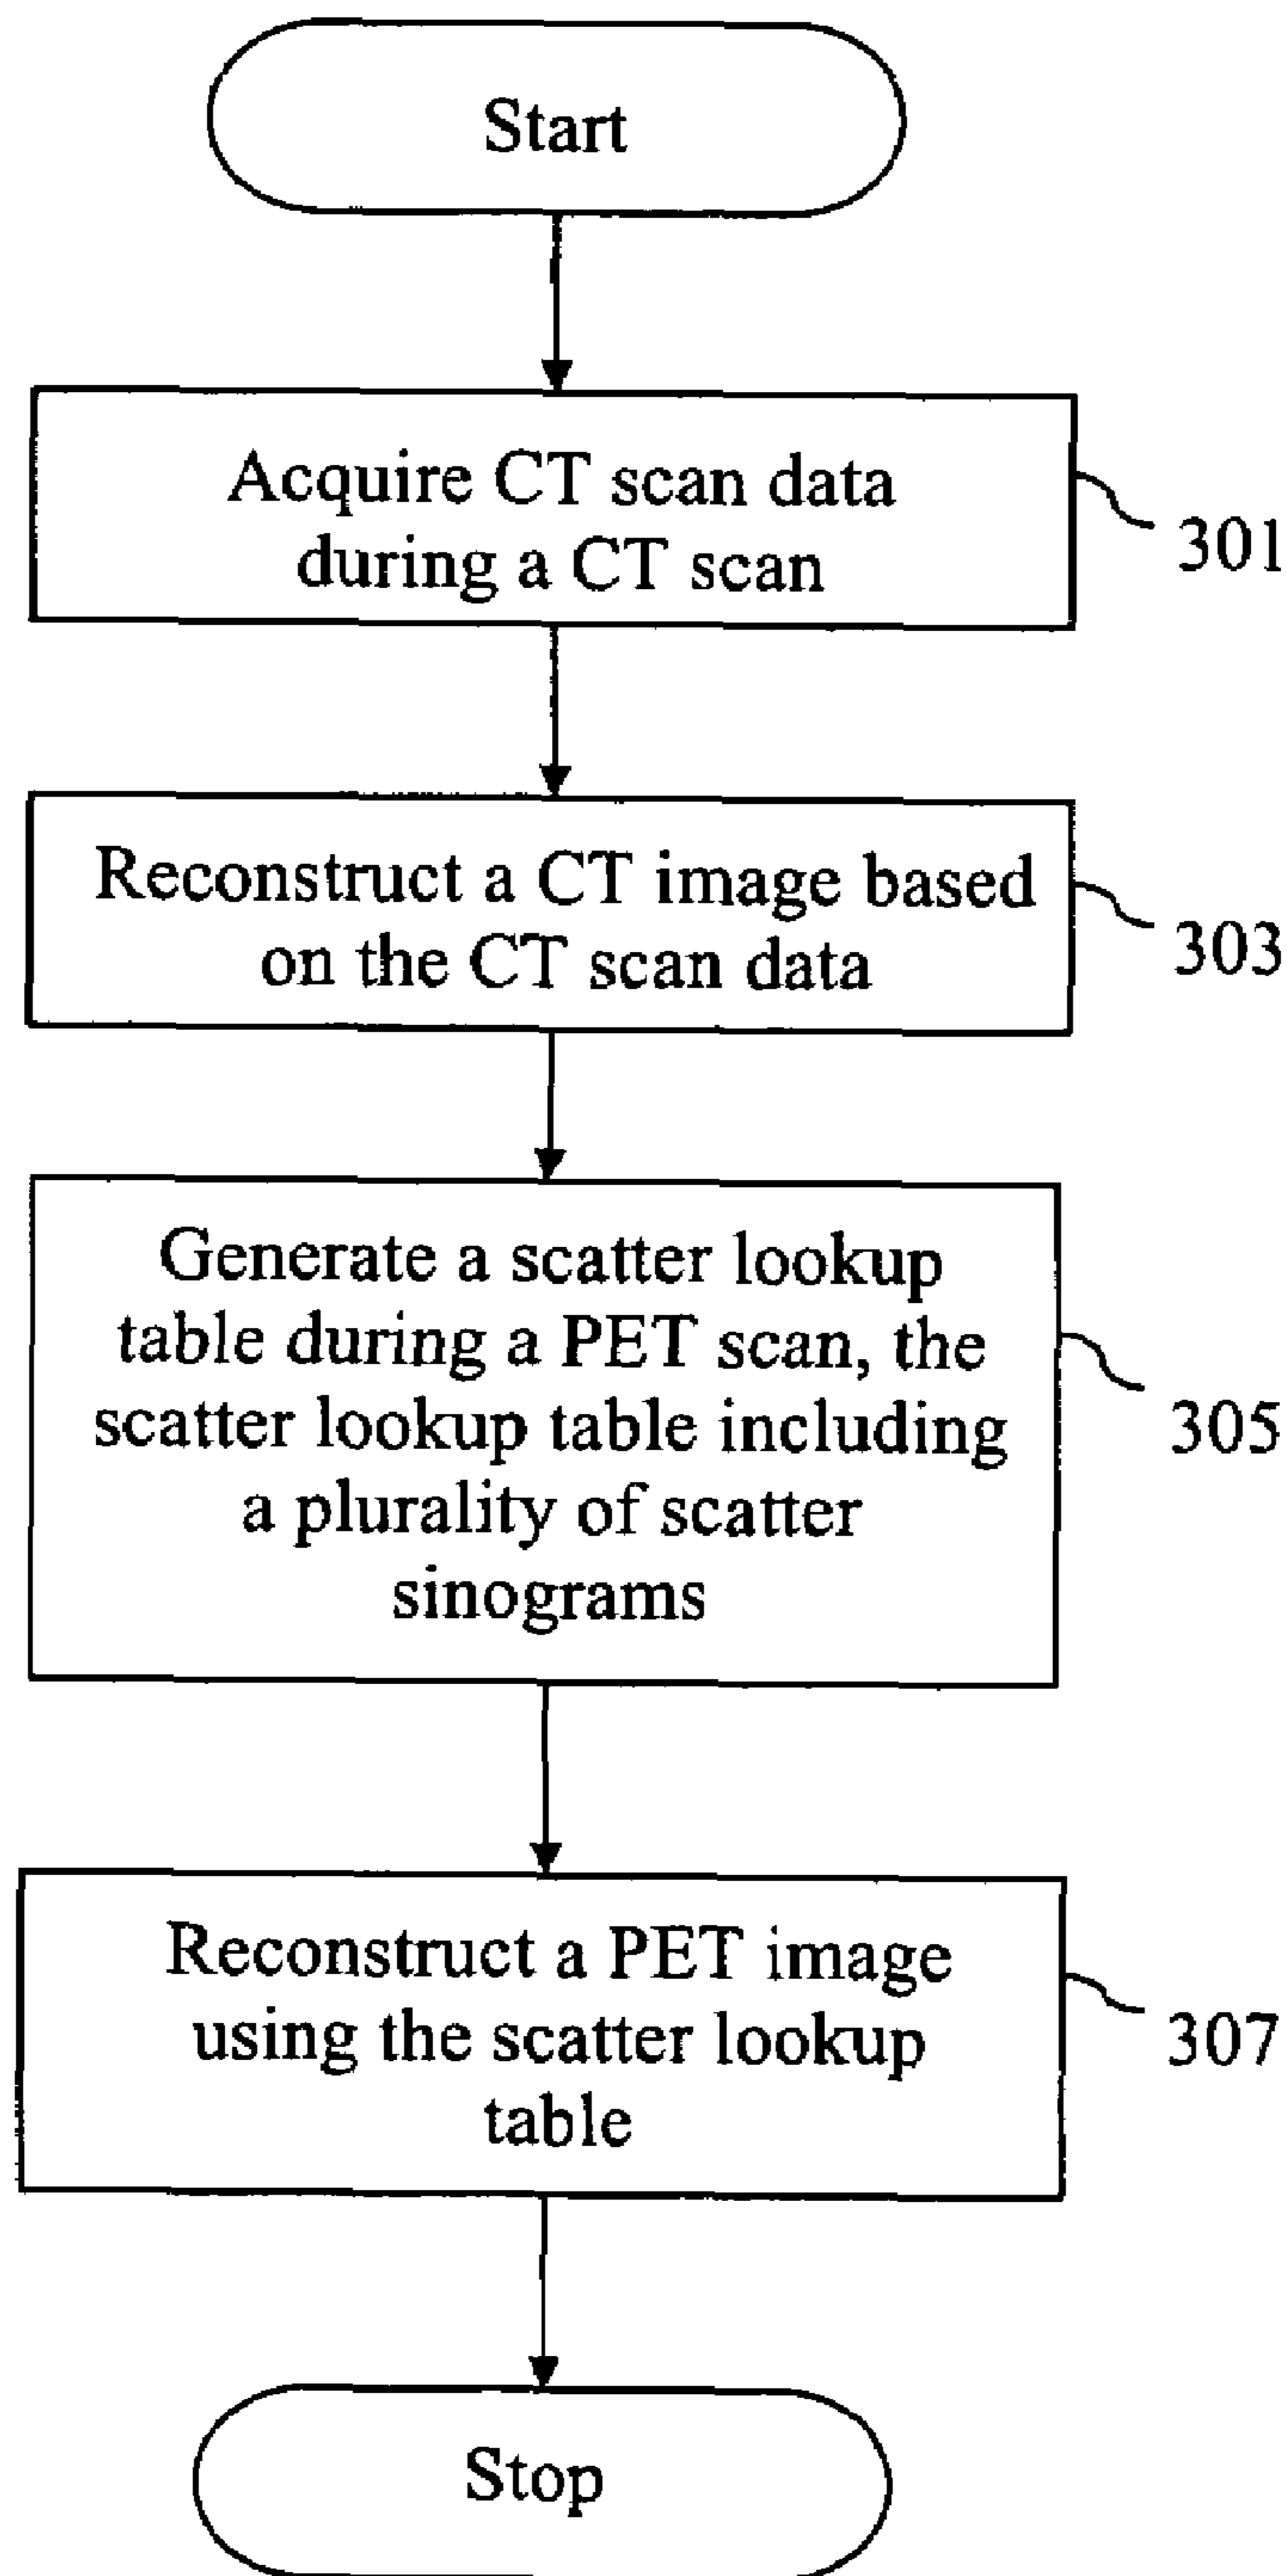 Start
Acquire CT scan data
during a CT scan
301
Reconstruct a CT image based
on the CT scan data
303
Generate a scatter lookup
table during a PET scan, the
scatter lookup table including
a plurality of scatter
sinograms
305
Reconstruct a PET image
using the scatter lookup
table
307
Stop